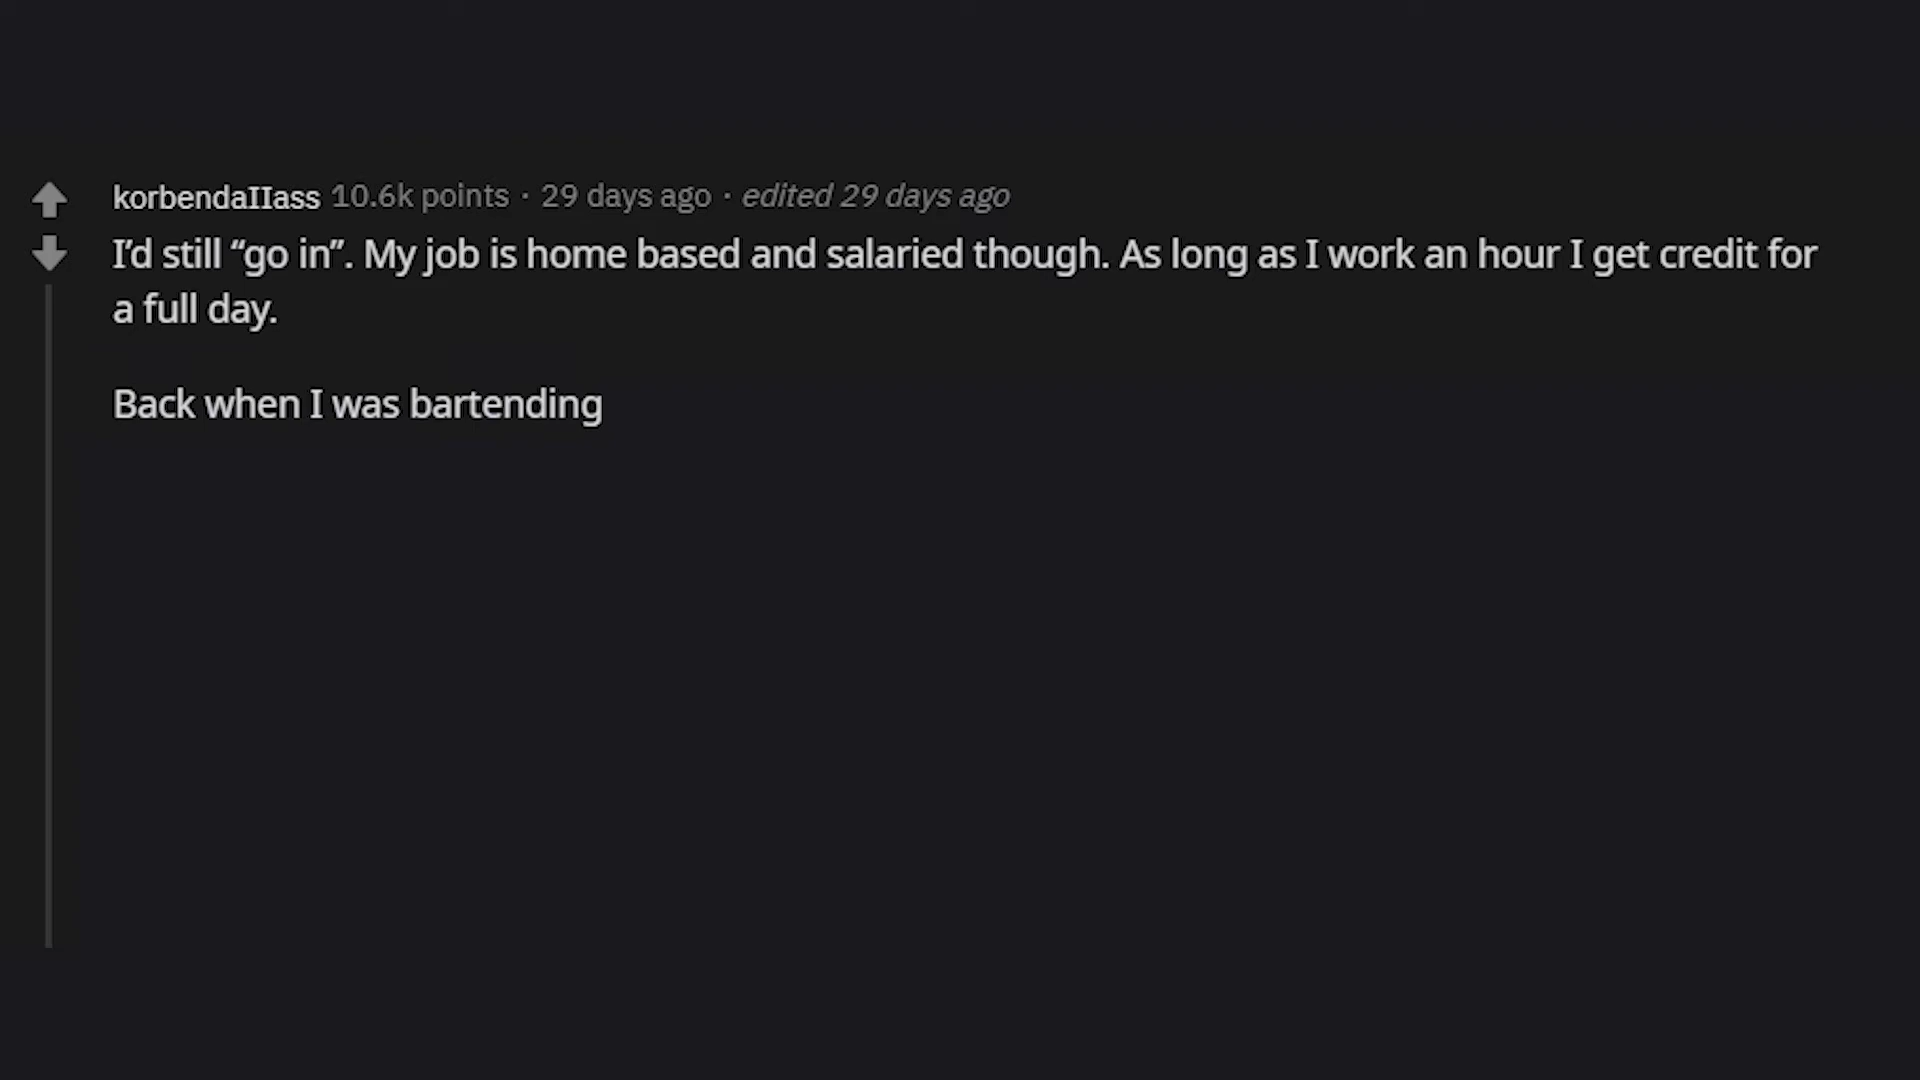 korbendaIIass 10.6k points · 29 days ago · edited 29 days ago
I’d still “go in”. My job is home based and salaried though. As long as I work an hour I get credit for
a full day.
Back when I was bartending